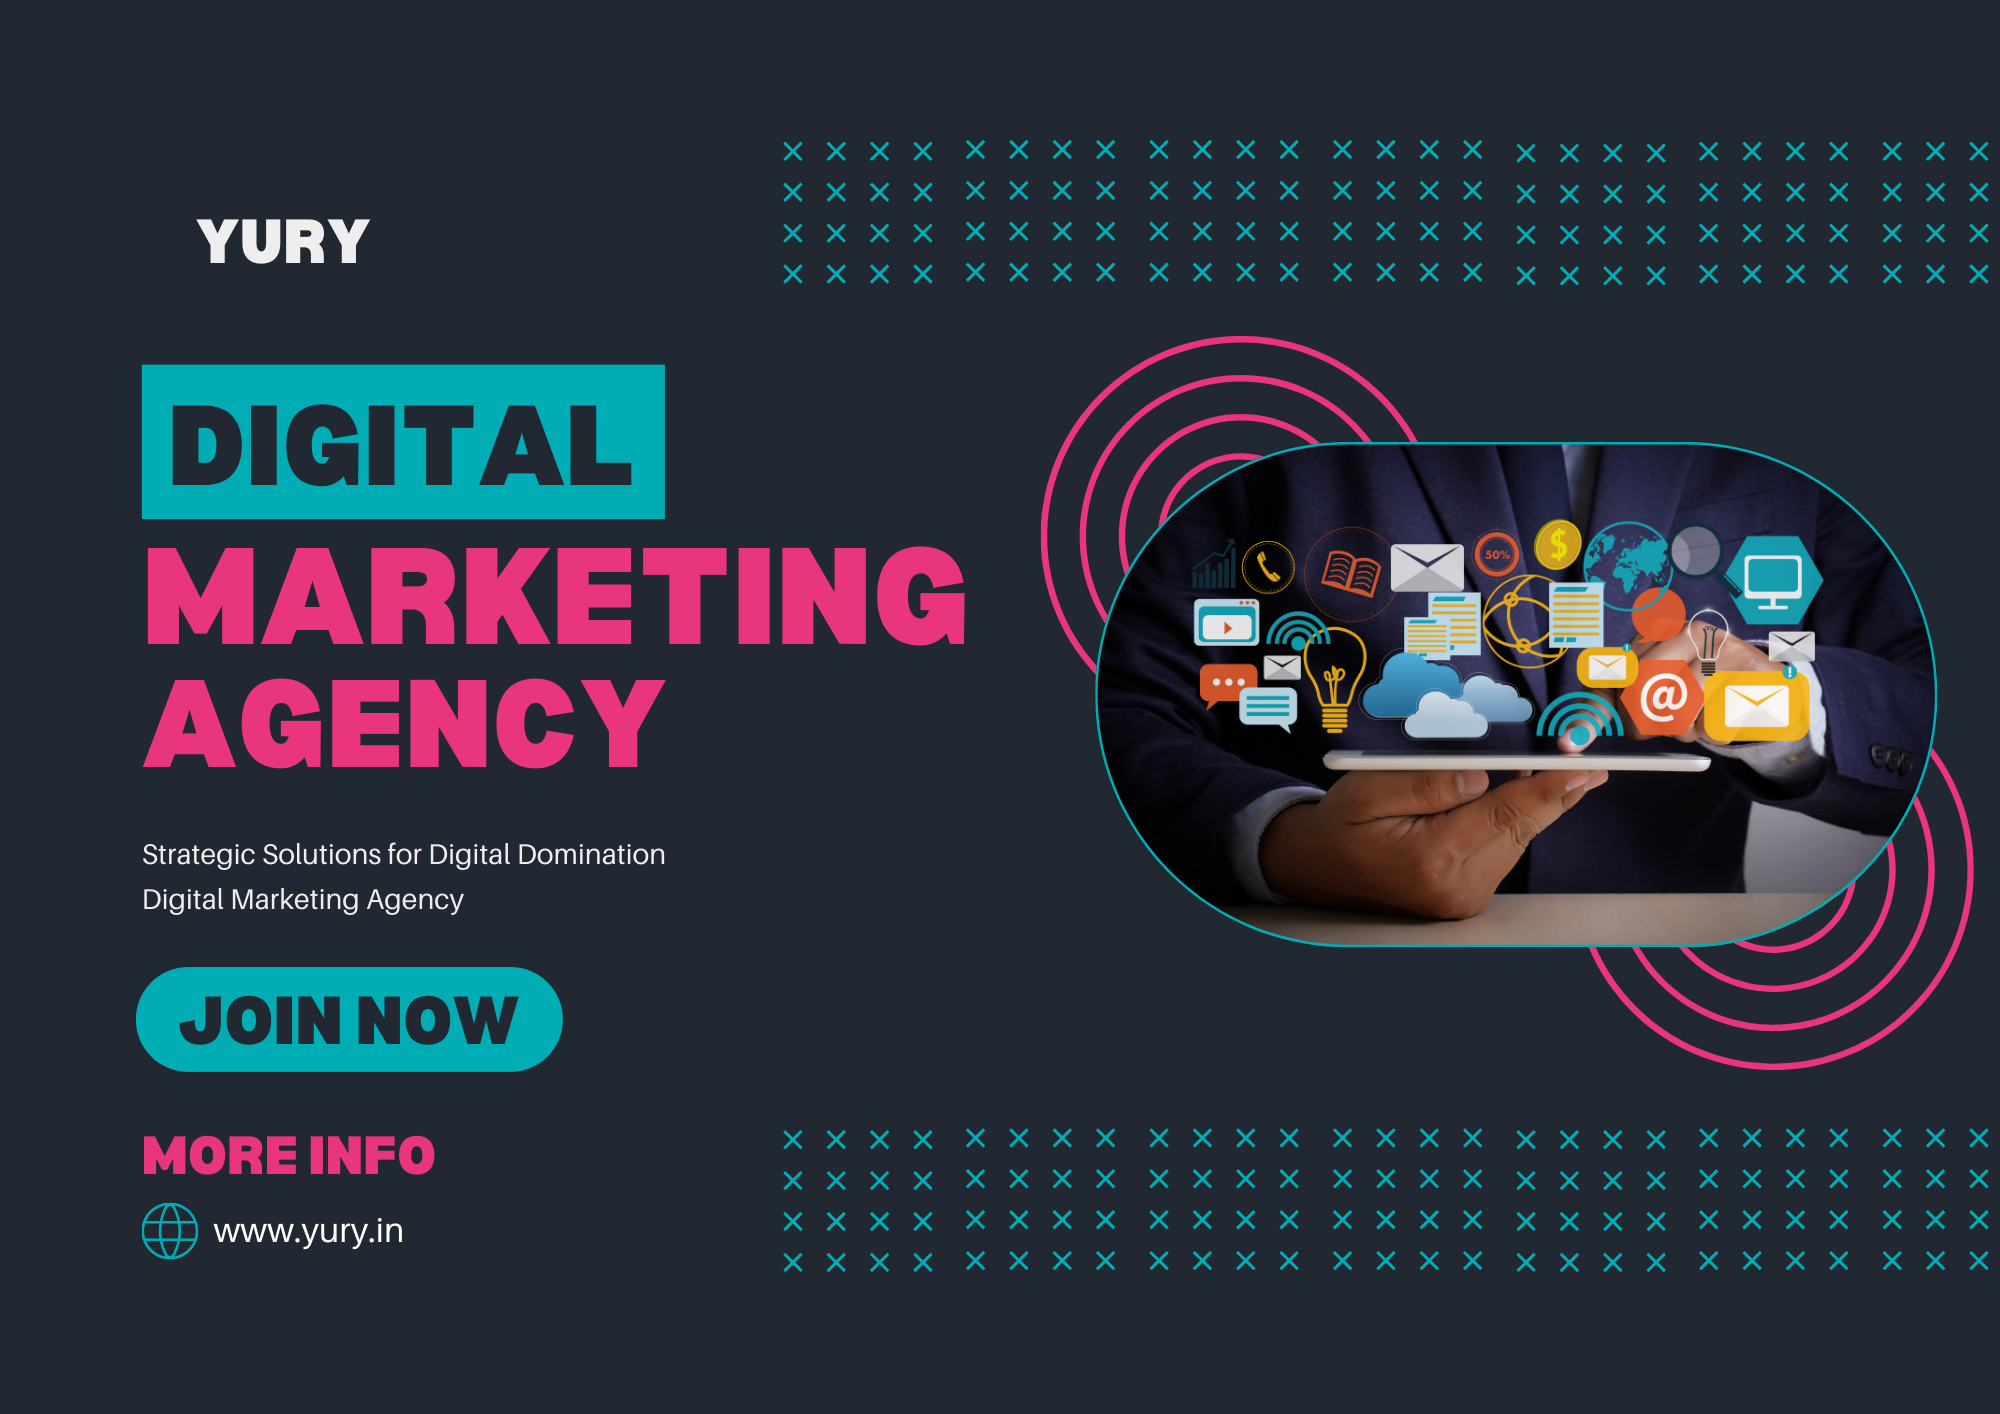 YURY
DIGITAL
MARKETING
AGENCY
Strategic Solutions for Digital Domination
Digital Marketing Agency
JOIN NOW
MORE INFO
www.yury.in
50%
$
@